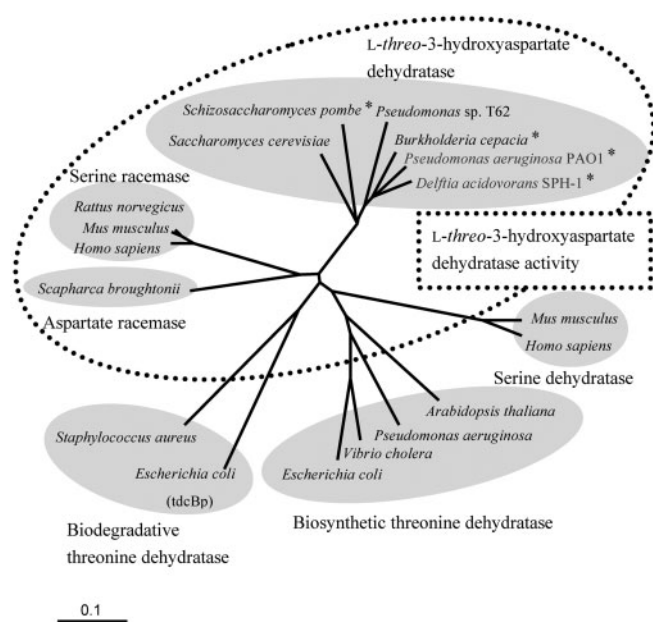 L-threo-3-hydroxyaspartate
dehydratase
Schizosaccharomyces pombe * Pseudomonas sp. T62
Saccharomyces cerevisiae
Burkholderia cepacia *
Pseudomonas aeruginosa PAO1 *
Delftia acidovorans SPH-1 *
Serine racemase
Rattus norvegicus
Mus musculus
Homo sapiens
L-threo-3-hydroxyaspartate
dehydratase activity
Scapharca broughtonii
Aspartate racemase
Mus musculus
Homo sapiens
Serine dehydratase
Arabidopsis thaliana
Staphylococcus aureus
Pseudomonas aeruginosa
Vibrio cholera
Escherichia coli
Escherichia coli
(tdcBp)
Biosynthetic threonine dehydratase
Biodegradative
threonine dehydratase
0.1